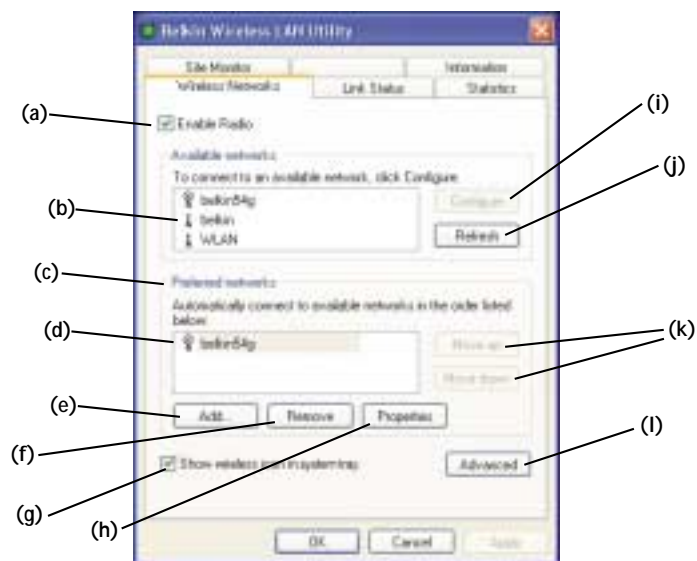 Belkin Wireless LAN Utility
Site Monitor Information
Wireless Networks Link Status Statistics
(a)
Enable Radio
(i)
Available networks
(j)
To connect to an available network, click Configure
(b)
belkin54g
Configure
belkin
WLAN
Refresh
(c)
Preferred networks
Automatically connect to available networks in the order listed
below
(d)
belkin54g
Move up
(k)
Move down
(e)
Add... Remove Properties
(f)
(l)
Show wireless icon in system tray
Advanced
(g)
(h)
OK Cancel Apply